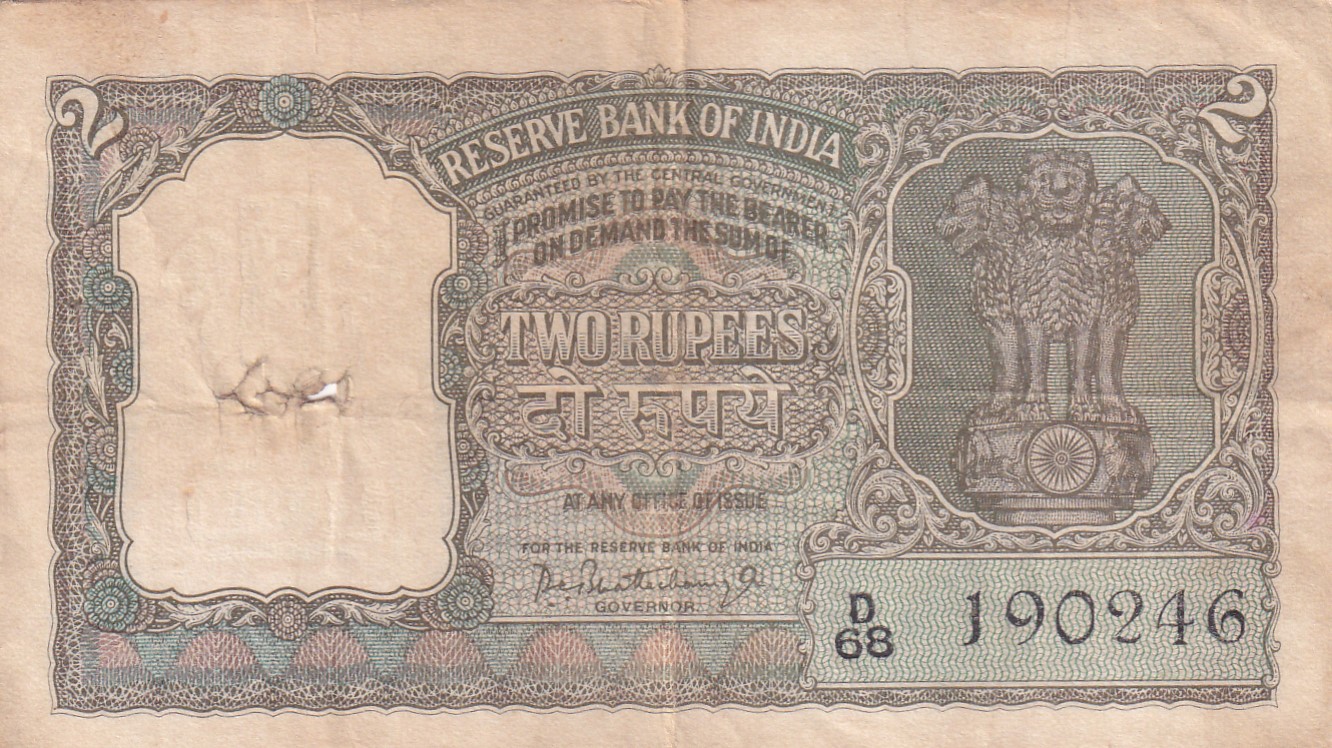 2 2
RESERVE BANK OF INDIA
GUARANTEED BY THE CENTRAL GOVERNMENT
I PROMISE TO PAY THE BEARER
ON DEMAND THE SUM OF
TWO RUPEES
दो रुपये
AT ANY OFFICE OF ISSUE
FOR THE RESERVE BANK OF INDIA
GOVERNOR.
D
68 190246